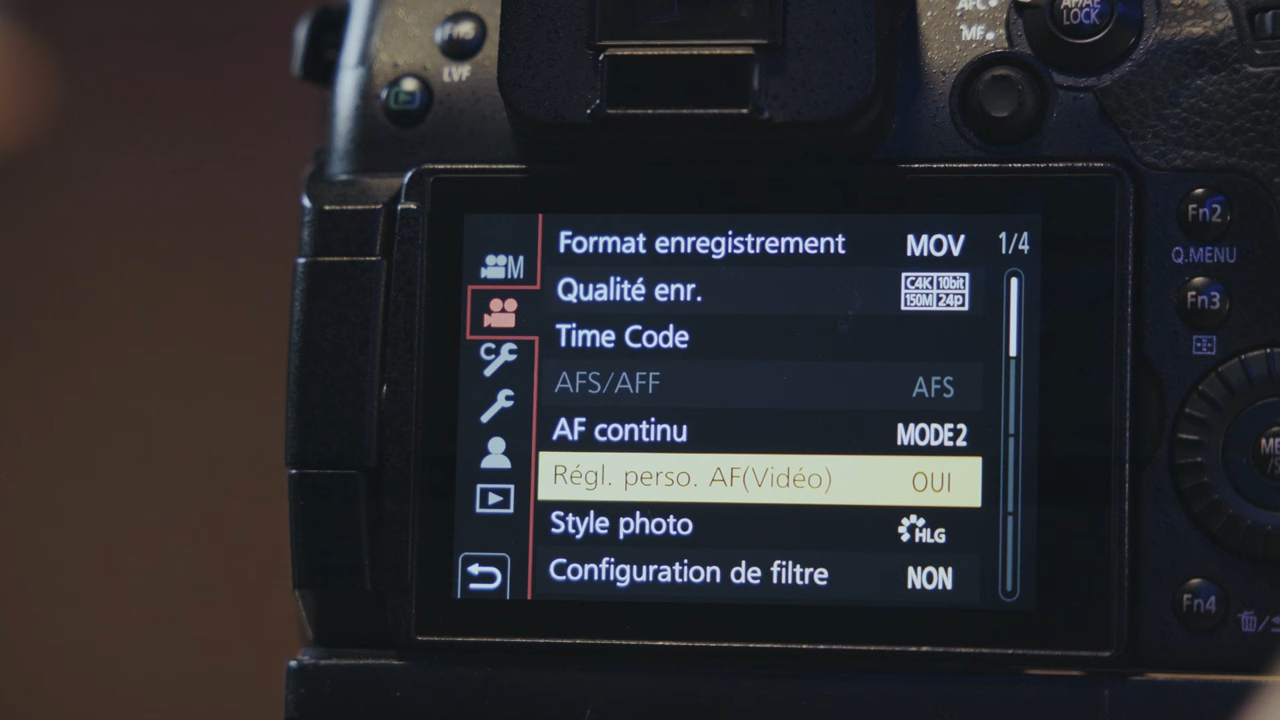 Fn5
LVF
AFC
MF
AF/AE
LOCK
Fn2
Q.MENU
Fn3
Fn4
1/4
M
Format enregistrement MOV
Qualité enr. C4K 10bit
150M 24p
Time Code
AFS/AFF AFS
AF continu MODE2
Régl. perso. AF(Vidéo) OUI
Style photo HLG
Configuration de filtre NON